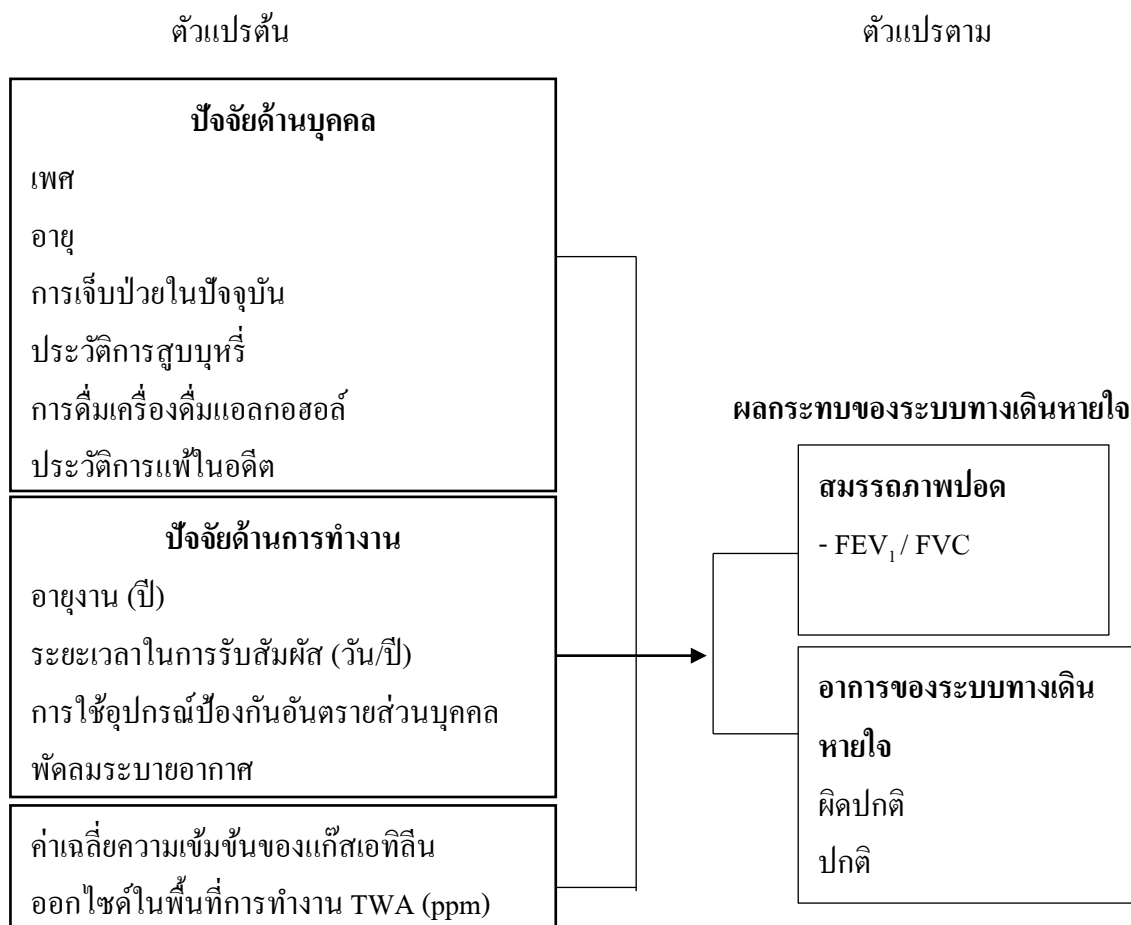 ตัวแปรต้น
ตัวแปรตาม
ปัจจัยด้านบุคคล
เพศ
อายุ
การเจ็บป่วยในปัจจุบัน
ประวัติการสูบบุหรี่
การดื่มเครื่องดื่มแอลกอฮอล์
ประวัติการแพ้ในอดีต
ปัจจัยด้านการทำงาน
อายุงาน (ปี)
ระยะเวลาในการรับสัมผัส (วัน/ปี)
การใช้อุปกรณ์ป้องกันอันตรายส่วนบุคคล
พัดลมระบายอากาศ
ค่าเฉลี่ยความเข้มข้นของแก๊สเอทิลีน
ออกไซด์ในพื้นที่การทำงาน TWA (ppm)
ผลกระทบของระบบทางเดินหายใจ
สมรรถภาพปอด
- FEV₁ / FVC
อาการของระบบทางเดิน
หายใจ
ผิดปกติ
ปกติ